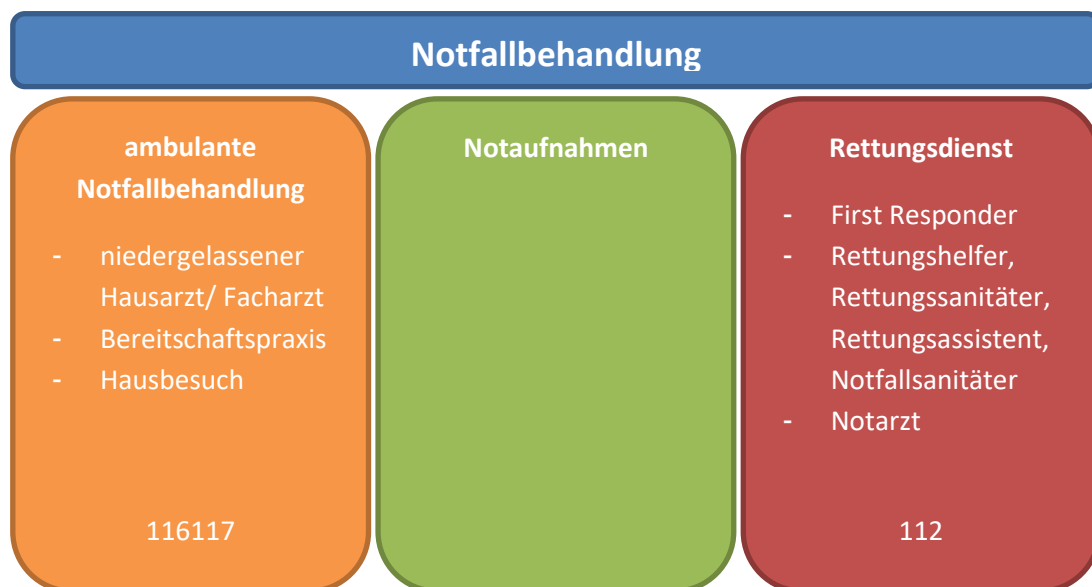 Notfallbehandlung
ambulante
Notfallbehandlung
- niedergelassener
Hausarzt/ Facharzt
- Bereitschaftspraxis
- Hausbesuch
116117
Notaufnahmen
Rettungsdienst
- First Responder
- Rettungshelfer,
Rettungssanitäter,
Rettungsassistent,
Notfallsanitäter
- Notarzt
112